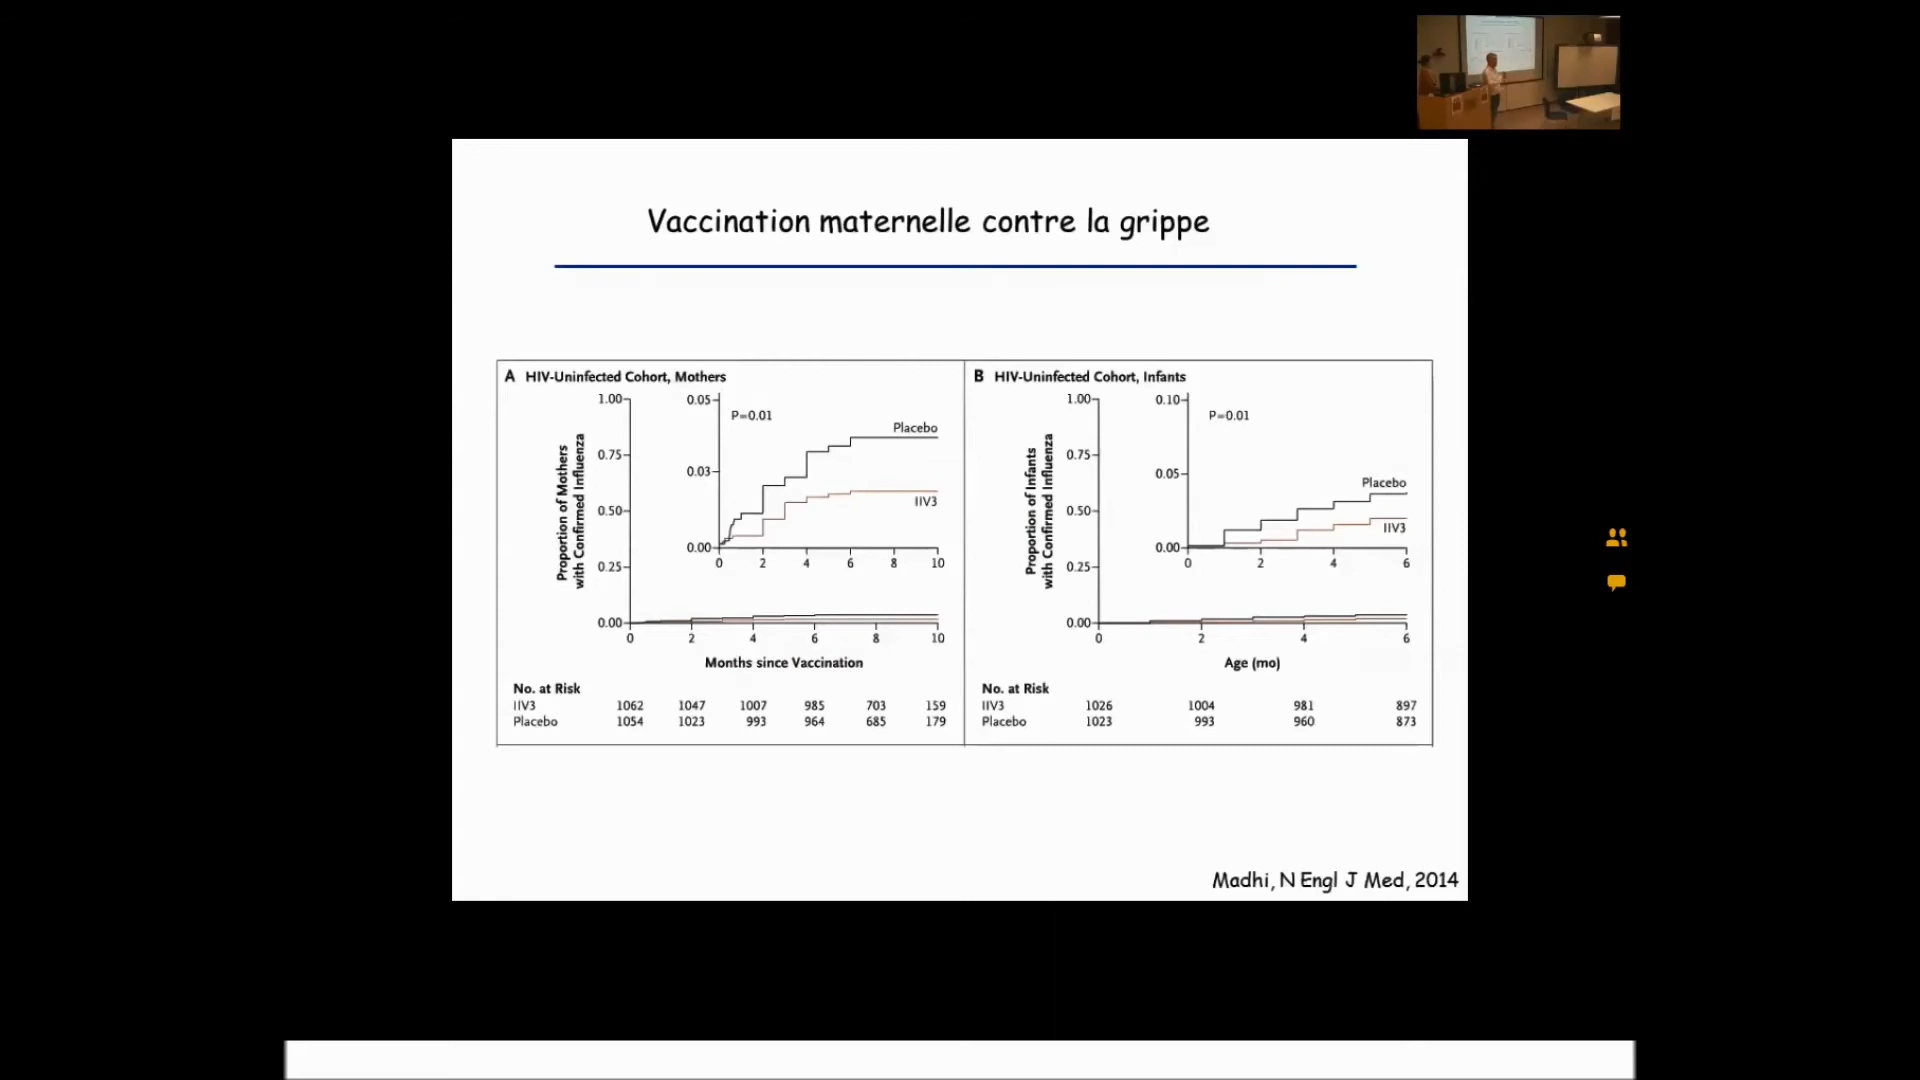 Vaccination maternelle contre la grippe
A HIV-Uninfected Cohort, Mothers
Proportion of Mothers
with Confirmed Influenza
1.00
0.75
0.50
0.25
0.00
0 2 4 6 8 10
Months since Vaccination
0.05
0.03
0.00
0 2 4 6 8 10
P=0.01
Placebo
IIV3
No. at Risk
IIV3 1062 1047 1007 985 703 159
Placebo 1054 1023 993 964 685 179
B HIV-Uninfected Cohort, Infants
Proportion of Infants
with Confirmed Influenza
1.00
0.75
0.50
0.25
0.00
0 2 4 6
Age (mo)
0.10
0.05
0.00
0 2 4 6
P=0.01
Placebo
IIV3
No. at Risk
IIV3 1026 1004 981 897
Placebo 1023 993 960 873
Madhi, N Engl J Med, 2014